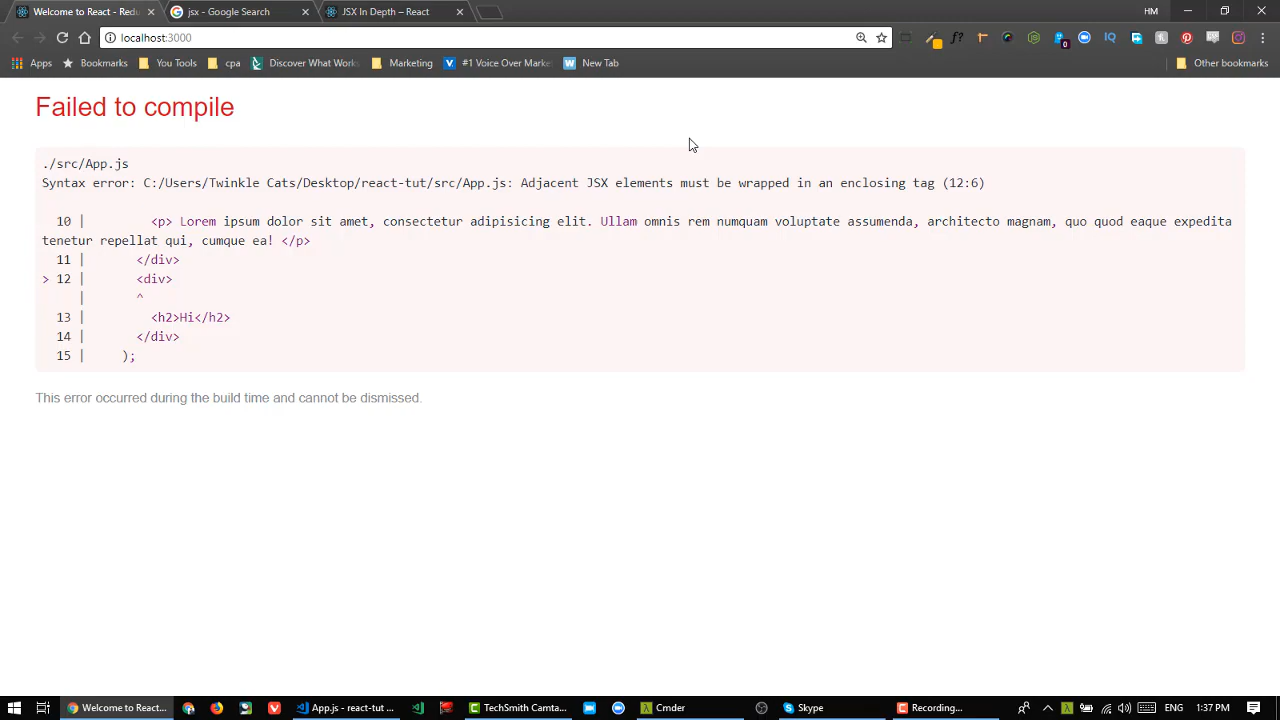 Welcome to React - Redu
jsx - Google Search
JSX In Depth – React
HM
localhost:3000
f?
IQ
0
Apps
Bookmarks
You Tools
cpa
Discover What Works
Marketing
V
#1 Voice Over Marke
W
New Tab
Other bookmarks
Failed to compile
./src/App.js
Syntax error: C:/Users/Twinkle Cats/Desktop/react-tut/src/App.js: Adjacent JSX elements must be wrapped in an enclosing tag (12:6)
10 | <p> Lorem ipsum dolor sit amet, consectetur adipisicing elit. Ullam omnis rem numquam voluptate assumenda, architecto magnam, quo quod eaque expedita
tenetur repellat qui, cumque ea! </p>
11 | </div>
> 12 | <div>
| ^
13 | <h2>Hi</h2>
14 | </div>
15 | );
This error occurred during the build time and cannot be dismissed.
Welcome to React...
App.js - react-tut ...
TechSmith Camta...
Cmder
Skype
Recording...
ENG
1:37 PM